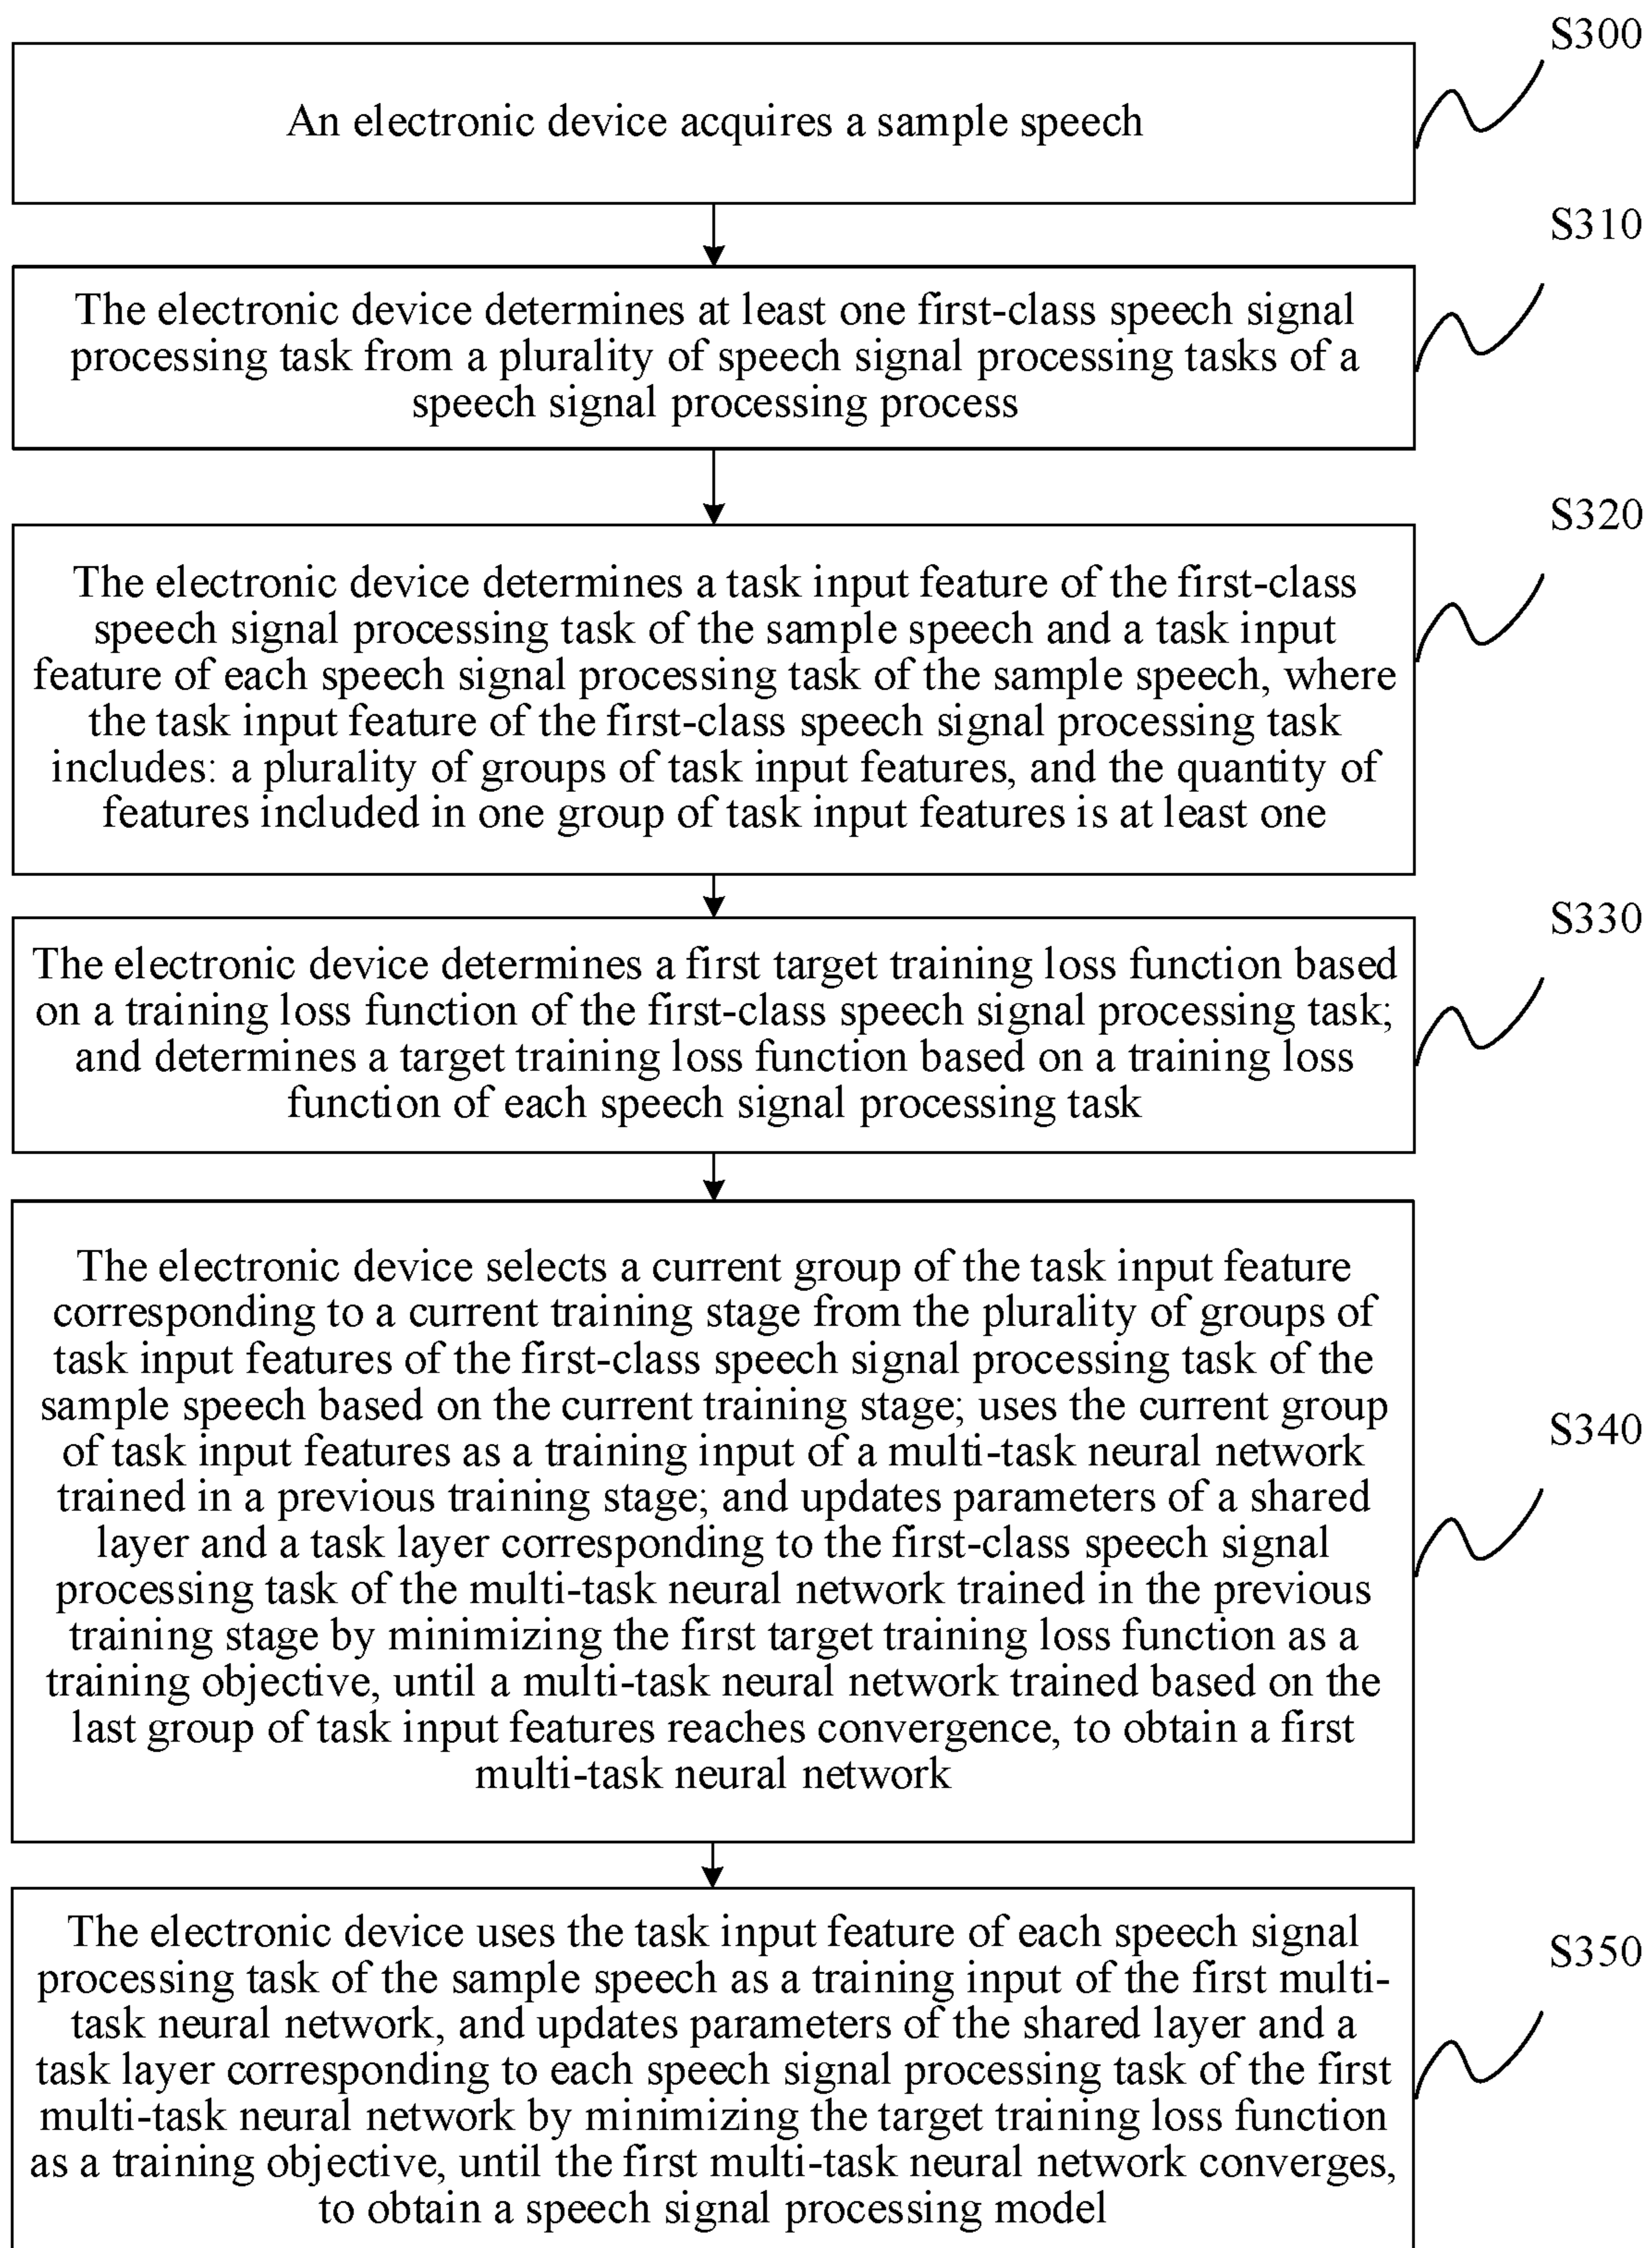 S300
An electronic device acquires a sample speech
S310
The electronic device determines at least one first-class speech signal
processing task from a plurality of speech signal processing tasks of a
speech signal processing process
S320
The electronic device determines a task input feature of the first-class
speech signal processing task of the sample speech and a task input
feature of each speech signal processing task of the sample speech, where
the task input feature of the first-class speech signal processing task
includes: a plurality of groups of task input features, and the quantity of
features included in one group of task input features is at least one
S330
The electronic device determines a first target training loss function based
on a training loss function of the first-class speech signal processing task;
and determines a target training loss function based on a training loss
function of each speech signal processing task
S340
The electronic device selects a current group of the task input feature
corresponding to a current training stage from the plurality of groups of
task input features of the first-class speech signal processing task of the
sample speech based on the current training stage; uses the current group
of task input features as a training input of a multi-task neural network
trained in a previous training stage; and updates parameters of a shared
layer and a task layer corresponding to the first-class speech signal
processing task of the multi-task neural network trained in the previous
training stage by minimizing the first target training loss function as a
training objective, until a multi-task neural network trained based on the
last group of task input features reaches convergence, to obtain a first
multi-task neural network
S350
The electronic device uses the task input feature of each speech signal
processing task of the sample speech as a training input of the first multi-
task neural network, and updates parameters of the shared layer and a
task layer corresponding to each speech signal processing task of the first
multi-task neural network by minimizing the target training loss function
as a training objective, until the first multi-task neural network converges,
to obtain a speech signal processing model